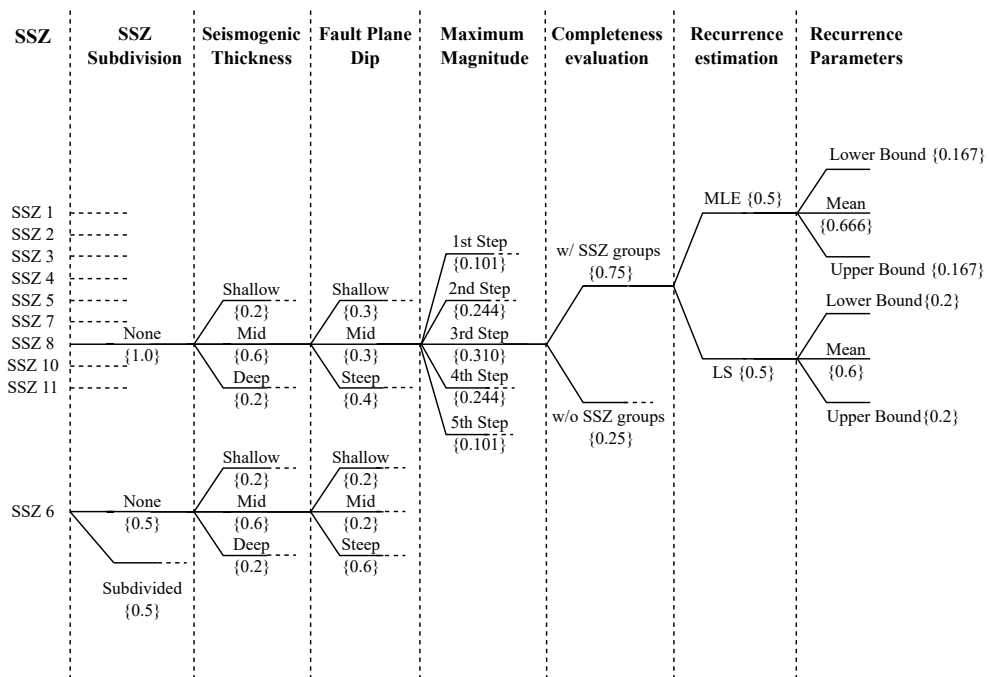 SSZ
SSZ
Subdivision
Seismogenic
Thickness
Fault Plane
Dip
Maximum
Magnitude
Completeness
evaluation
Recurrence
estimation
Recurrence
Parameters
SSZ 1
SSZ 2
SSZ 3
SSZ 4
SSZ 5
SSZ 7
SSZ 8
SSZ 10
SSZ 11
None
{1.0}
Shallow
{0.2}
Mid
{0.6}
Deep
{0.2}
Shallow
{0.3}
Mid
{0.3}
Steep
{0.4}
1st Step
{0.101}
2nd Step
{0.244}
3rd Step
{0.310}
4th Step
{0.244}
5th Step
{0.101}
w/ SSZ groups
{0.75}
w/o SSZ groups
{0.25}
MLE {0.5}
LS {0.5}
Lower Bound {0.167}
Mean
{0.666}
Upper Bound {0.167}
Lower Bound{0.2}
Mean
{0.6}
Upper Bound{0.2}
SSZ 6
None
{0.5}
Subdivided
{0.5}
Shallow
{0.2}
Mid
{0.6}
Deep
{0.2}
Shallow
{0.2}
Mid
{0.2}
Steep
{0.6}